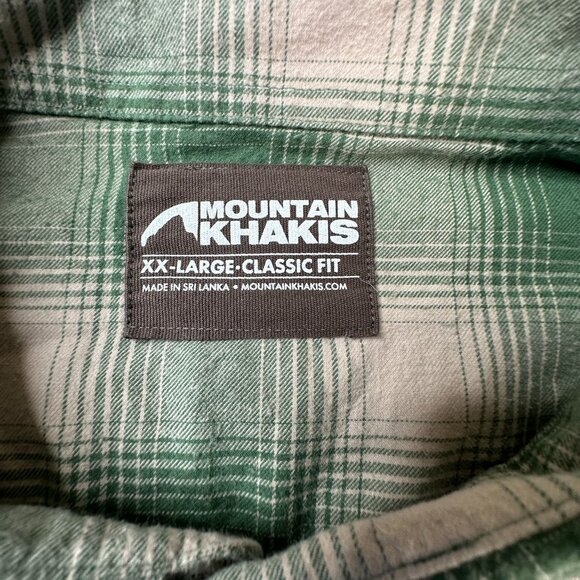 MOUNTAIN
KHAKIS
XX-LARGE•CLASSIC FIT
MADE IN SRI LANKA • MOUNTAINKHAKIS.COM